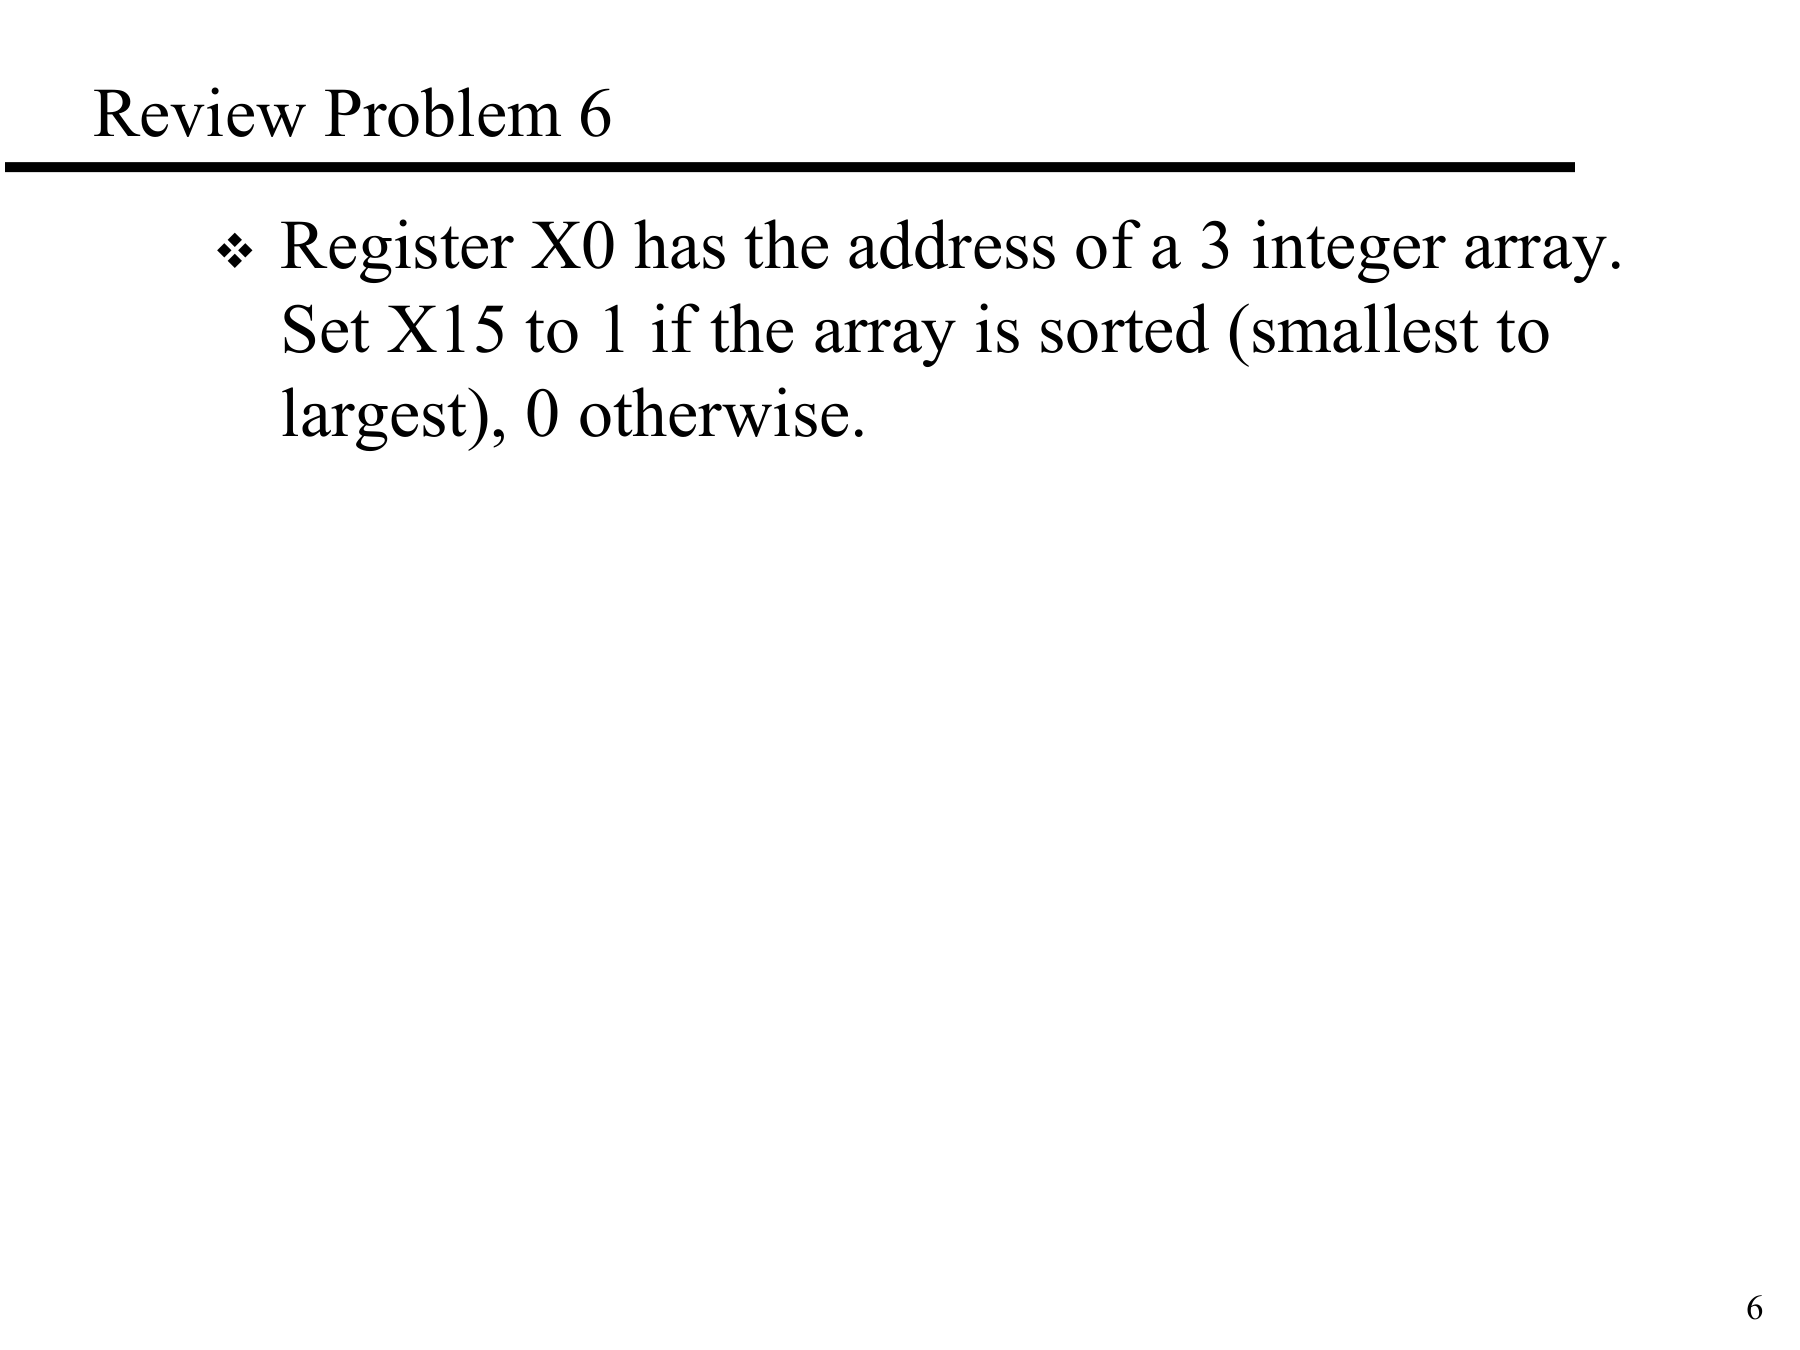 Review Problem 6
❖ Register X0 has the address of a 3 integer array.
Set X15 to 1 if the array is sorted (smallest to
largest), 0 otherwise.
6